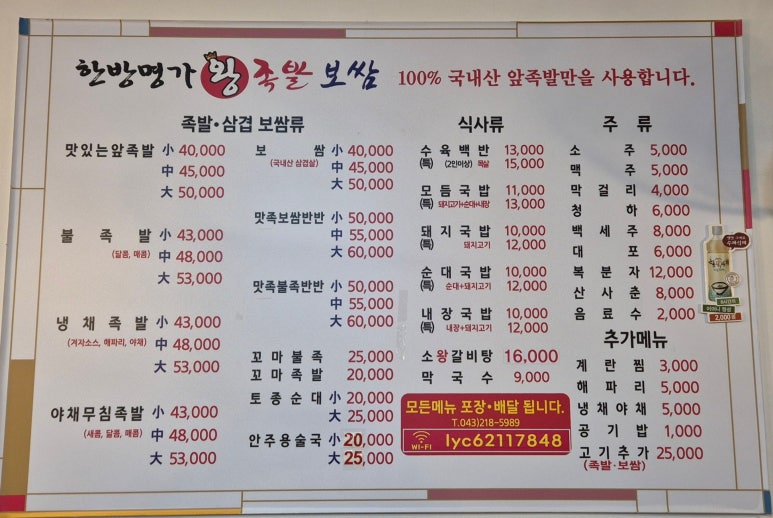 한방명가 왕 족발 보쌈 100% 국내산 앞족발만을 사용합니다.
족발·삼겹 보쌈류
맛있는앞족발 小 40,000
中 45,000
大 50,000
불 족 발 小 43,000
(달콤, 매콤) 中 48,000
大 53,000
냉 채 족 발 小 43,000
(겨자소스, 해파리, 야채) 中 48,000
大 53,000
야채무침족발 小 43,000
(새콤, 달콤, 매콤) 中 48,000
大 53,000
보 쌈 小 40,000
(국내산 삼겹살) 中 45,000
大 50,000
맛족보쌈반반 小 50,000
中 55,000
大 60,000
맛족불족반반 小 50,000
中 55,000
大 60,000
꼬마불족 25,000
꼬마족발 20,000
토종순대 小 20,000
大 25,000
안주용술국 小 20,000
大 25,000
식사류
수 육 백 반 13,000
(특) (2인이상) 목살 15,000
모 듬 국 밥 11,000
(특) 돼지고기+순대+내장 13,000
돼 지 국 밥 10,000
(특) 돼지고기 12,000
순 대 국 밥 10,000
(특) 순대+돼지고기 12,000
내 장 국 밥 10,000
(특) 내장+돼지고기 12,000
소왕갈비탕 16,000
막 국 수 9,000
모든메뉴 포장·배달 됩니다.
T.043)218-5989
WI-FI lyc62117848
주 류
소 주 5,000
맥 주 5,000
막 걸 리 4,000
청 하 6,000
백 세 주 8,000
대 포 6,000
복 분 자 12,000
산 사 춘 8,000
음 료 수 2,000
추가메뉴
계 란 찜 3,000
해 파 리 5,000
냉 채 야 채 5,000
공 기 밥 1,000
고 기 추 가 25,000
(족발·보쌈)
2,000원